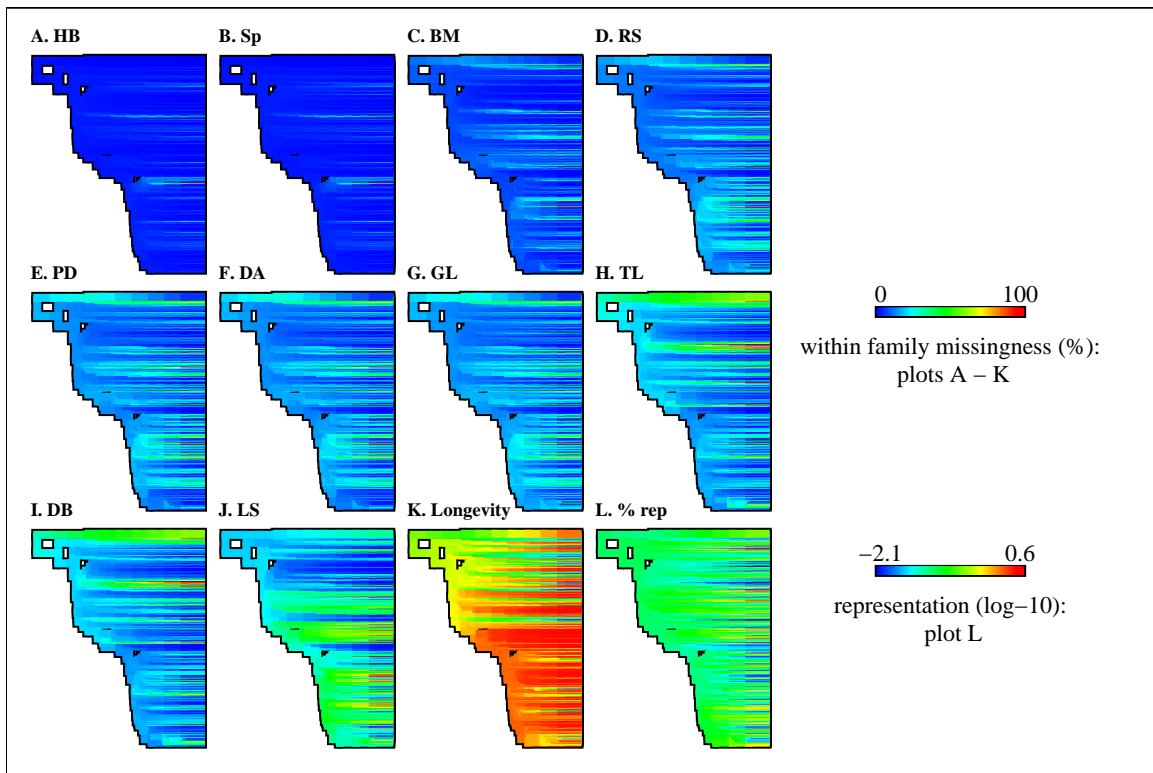 A. HB
B. Sp
C. BM
D. RS
E. PD
F. DA
G. GL
H. TL
0 100
within family missingness (%):
plots A – K
I. DB
J. LS
K. Longevity
L. % rep
−2.1 0.6
representation (log−10):
plot L